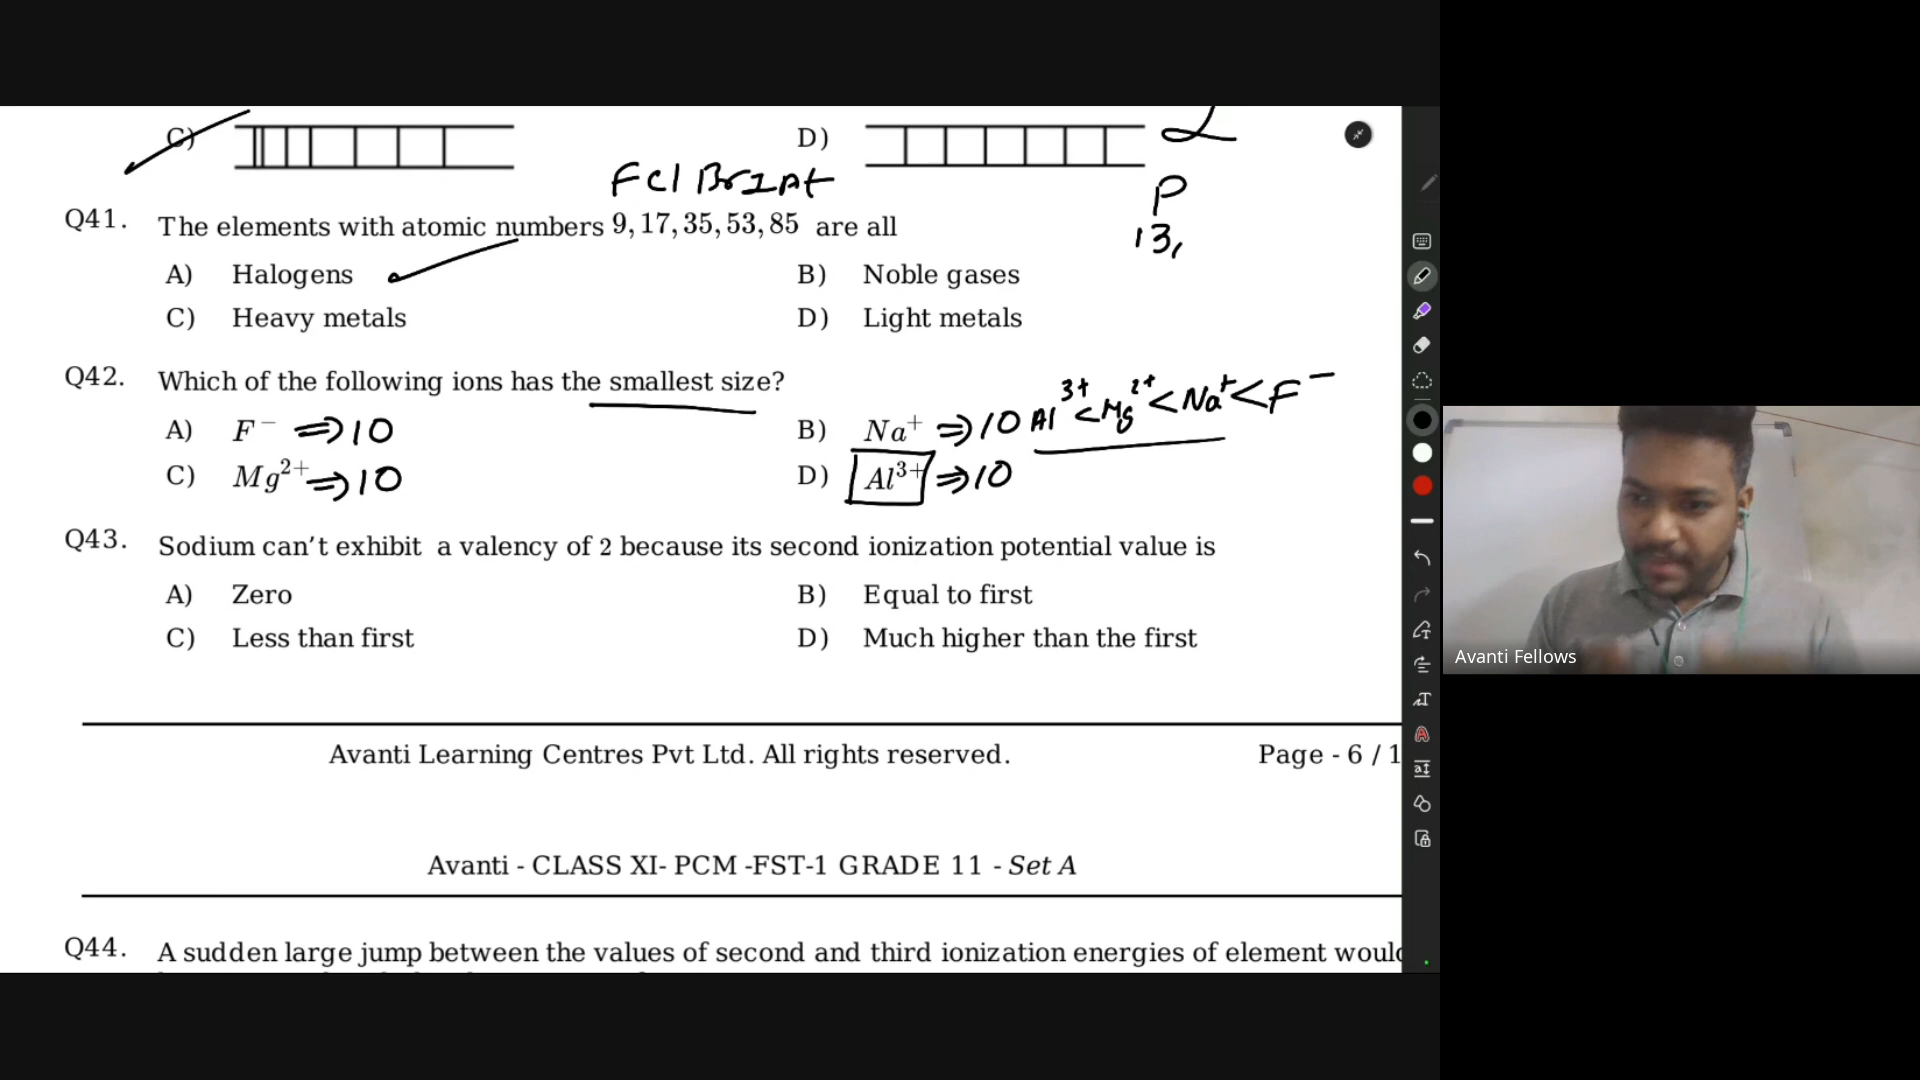 C)
D)
F Cl Br I At
P
13,
Q41. The elements with atomic numbers 9, 17, 35, 53, 85 are all
A) Halogens
B) Noble gases
C) Heavy metals
D) Light metals
Q42. Which of the following ions has the smallest size?
A) F⁻ ⇒ 10
B) Na⁺ ⇒ 10
Al³⁺ < Mg²⁺ < Na⁺ < F⁻
C) Mg²⁺ ⇒ 10
D) Al³⁺ ⇒ 10
Q43. Sodium can’t exhibit a valency of 2 because its second ionization potential value is
A) Zero
B) Equal to first
C) Less than first
D) Much higher than the first
Avanti Learning Centres Pvt Ltd. All rights reserved.
Page - 6 / 1
Avanti - CLASS XI- PCM -FST-1 GRADE 11 - Set A
Q44. A sudden large jump between the values of second and third ionization energies of element would
Avanti Fellows